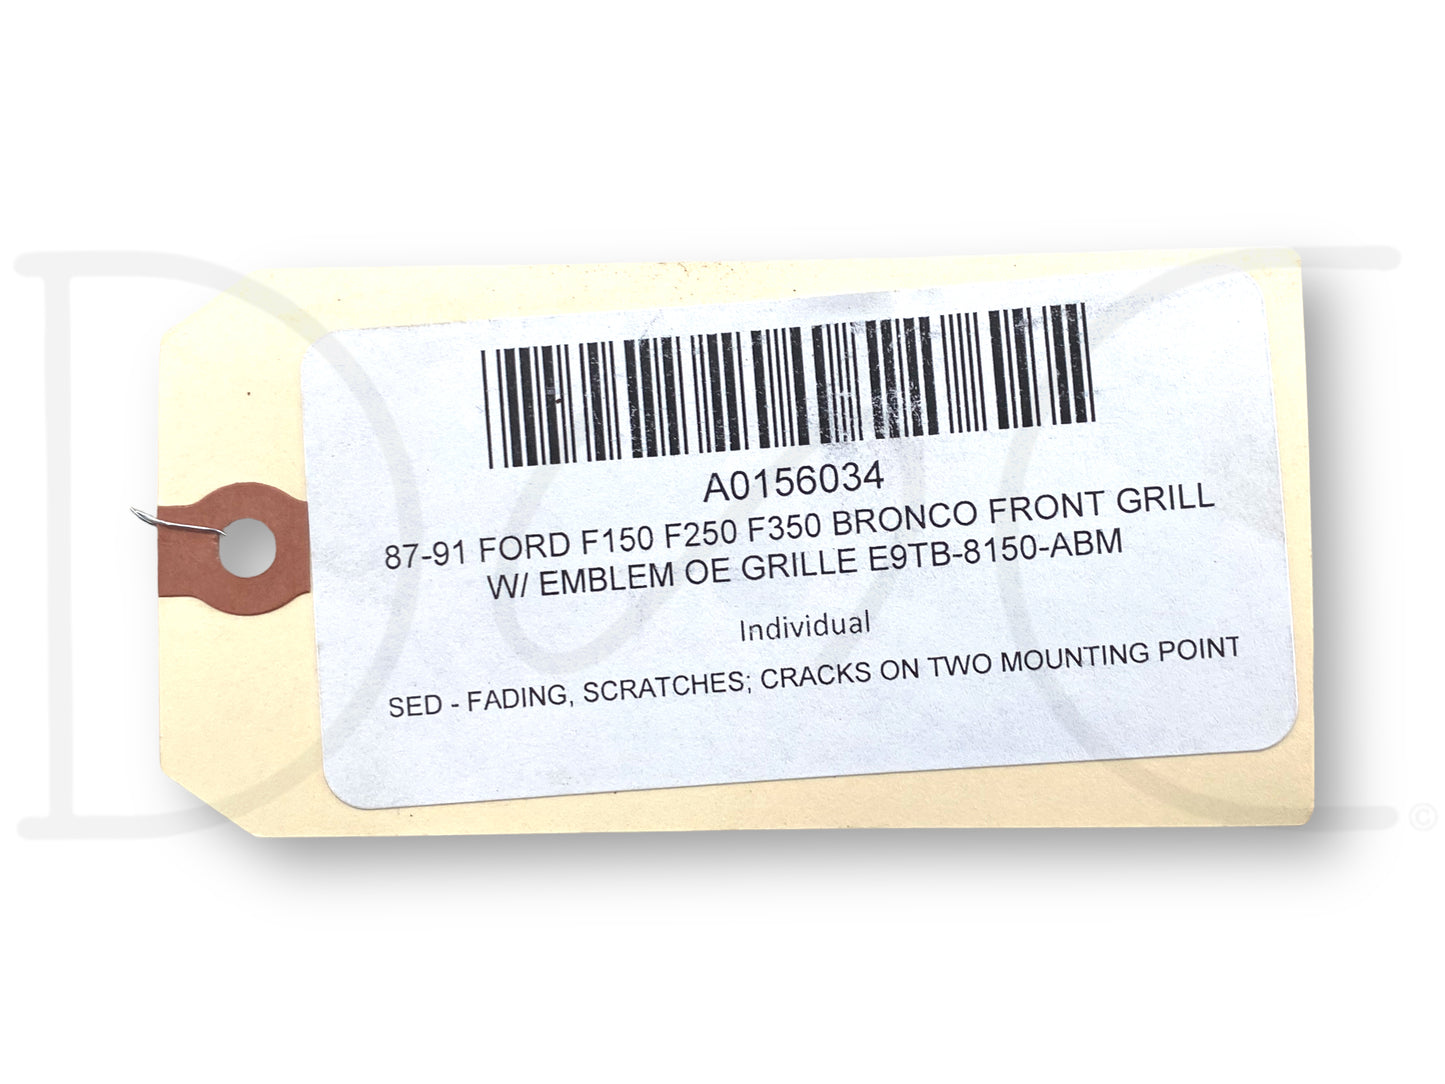 A0156034
87-91 FORD F150 F250 F350 BRONCO FRONT GRILL
W/ EMBLEM OE GRILLE E9TB-8150-ABM
Individual
SED - FADING, SCRATCHES; CRACKS ON TWO MOUNTING POINT
©